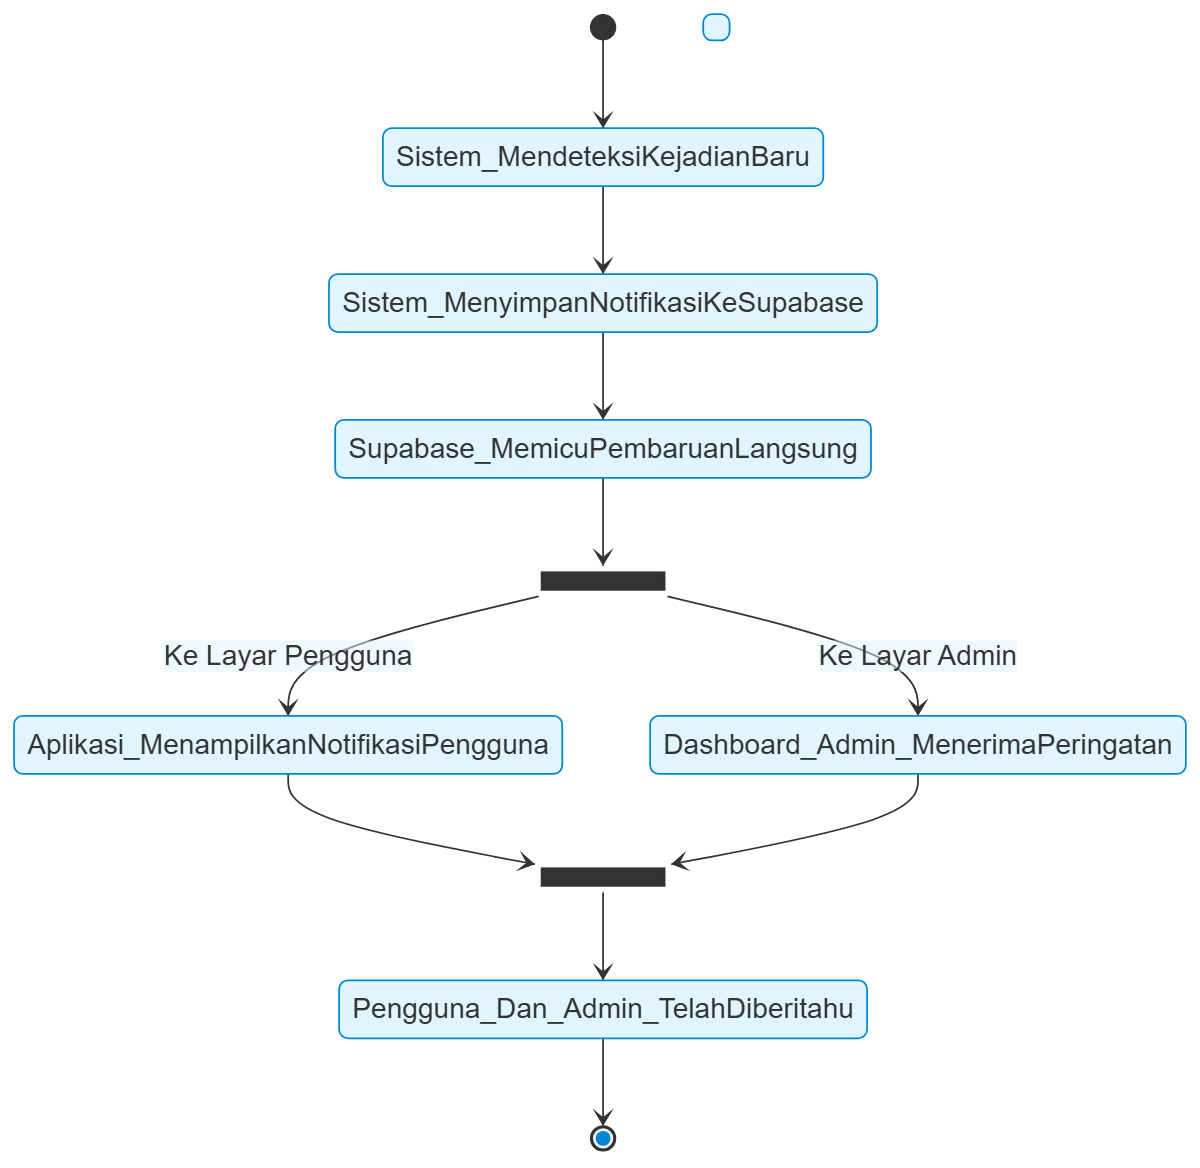 Sistem_MendeteksiKejadianBaru
Sistem_MenyimpanNotifikasiKeSupabase
Supabase_MemicuPembaruanLangsung
Ke Layar Pengguna
Ke Layar Admin
Aplikasi_MenampilkanNotifikasiPengguna
Dashboard_Admin_MenerimaPeringatan
Pengguna_Dan_Admin_TelahDiberitahu